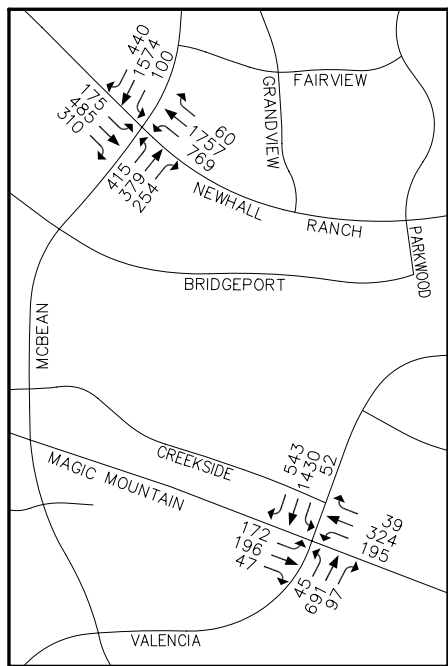 440
1574
100
175
485
310
60
1757
769
415
379
254
GRANDVIEW
FAIRVIEW
NEWHALL
RANCH
PARKWOOD
BRIDGEPORT
MCBEAN
CREEKSIDE
MAGIC MOUNTAIN
543
1430
52
172
196
47
39
324
195
45
691
97
VALENCIA